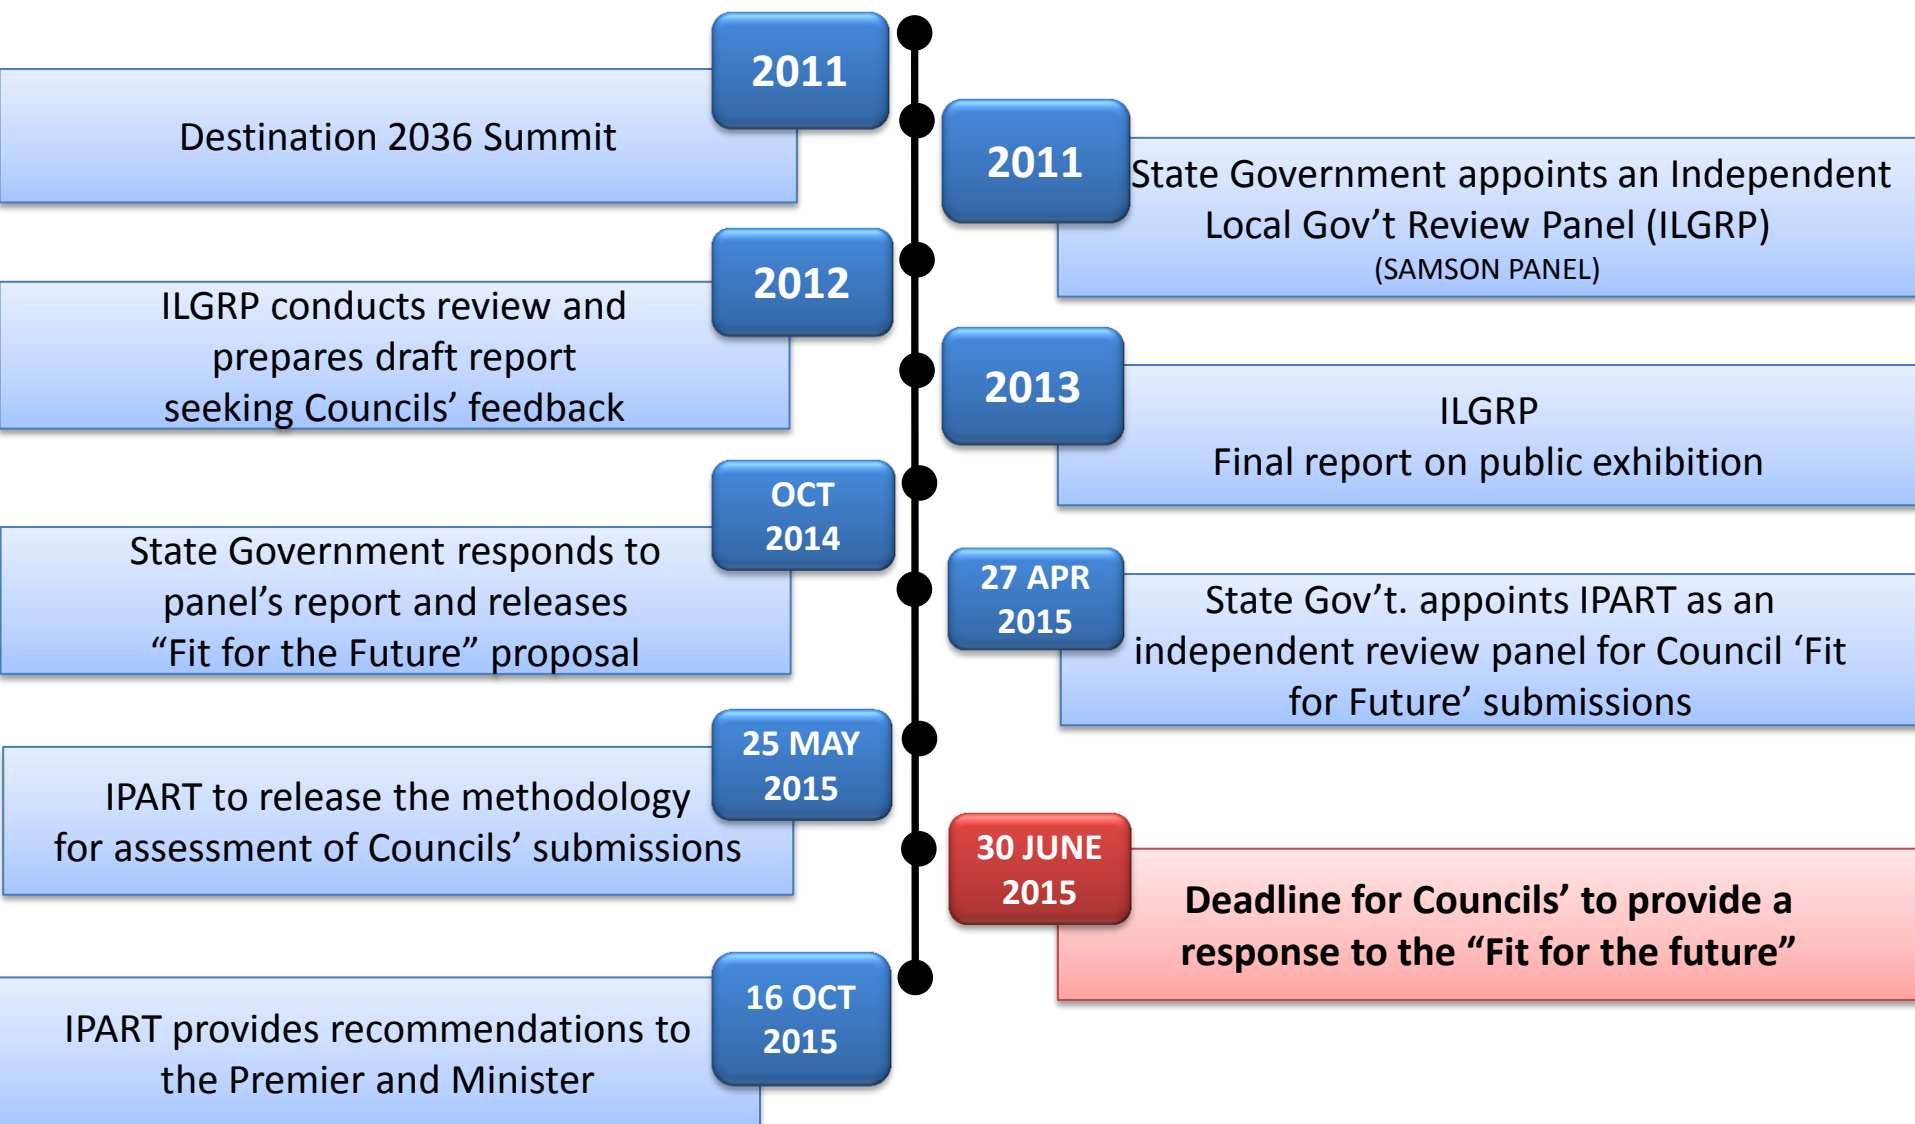 2011
Destination 2036 Summit
2011
State Government appoints an Independent
Local Gov’t Review Panel (ILGRP)
(SAMSON PANEL)
2012
ILGRP conducts review and
prepares draft report
seeking Councils’ feedback
2013
ILGRP
Final report on public exhibition
OCT
2014
State Government responds to
panel’s report and releases
“Fit for the Future” proposal
27 APR
2015
State Gov’t. appoints IPART as an
independent review panel for Council ‘Fit
for Future’ submissions
25 MAY
2015
IPART to release the methodology
for assessment of Councils’ submissions
30 JUNE
2015
Deadline for Councils’ to provide a
response to the “Fit for the future”
16 OCT
2015
IPART provides recommendations to
the Premier and Minister